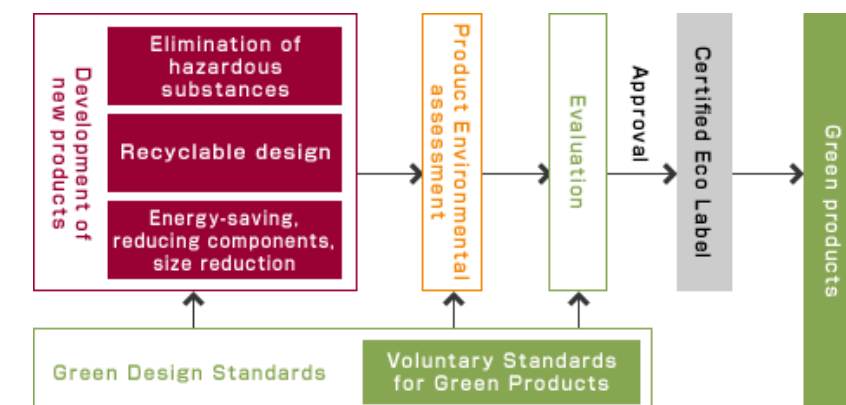 Development of
new products
Elimination of
hazardous
substances
Recyclable design
Energy-saving,
reducing components,
size reduction
Product Environmental
assessment
Evaluation
Approval
Certified Eco Label
Green products
Green Design Standards
Voluntary Standards
for Green Products